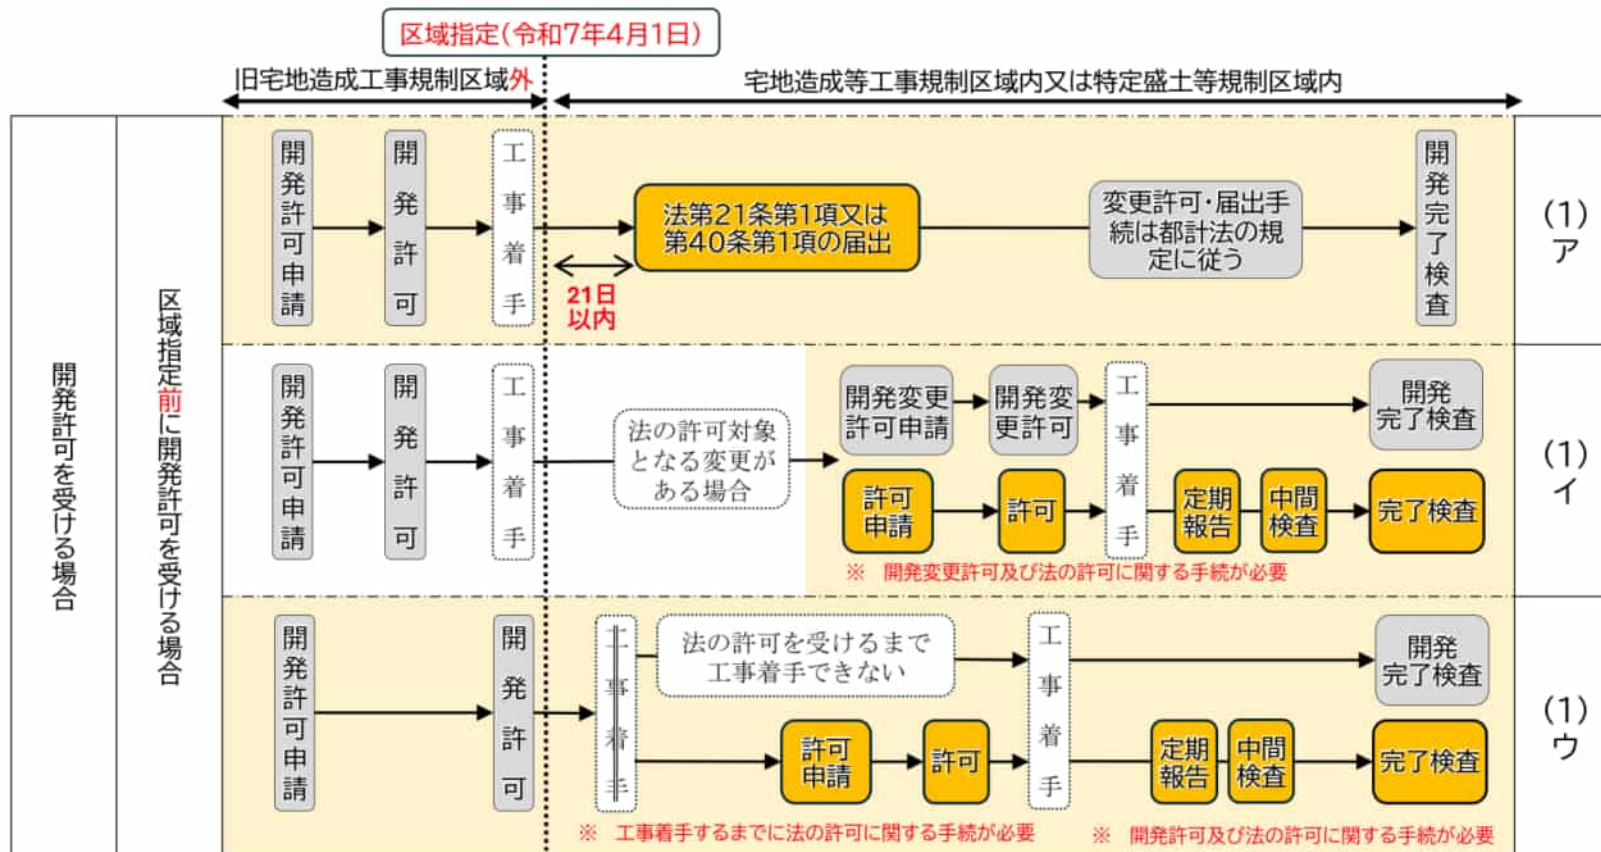 区域指定(令和7年4月1日)
旧宅地造成工事規制区域外
宅地造成等工事規制区域内又は特定盛土等規制区域内
開発許可を受ける場合
区域指定前に開発許可を受ける場合
開発許可申請
開発許可
工事着手
21日
以内
法第21条第1項又は
第40条第1項の届出
変更許可・届出手
続は都計法の規
定に従う
開発完了検査
(1)
ア
開発許可申請
開発許可
工事着手
法の許可対象
となる変更が
ある場合
開発変更
許可申請
開発変
更許可
許可
申請
許可
工事着手
定期
報告
中間
検査
開発
完了検査
完了検査
※ 開発変更許可及び法の許可に関する手続が必要
(1)
イ
開発許可申請
開発許可
工事着手
法の許可を受けるまで
工事着手できない
許可
申請
許可
工事着手
定期
報告
中間
検査
開発
完了検査
完了検査
※ 工事着手するまでに法の許可に関する手続が必要
※ 開発許可及び法の許可に関する手続が必要
(1)
ウ